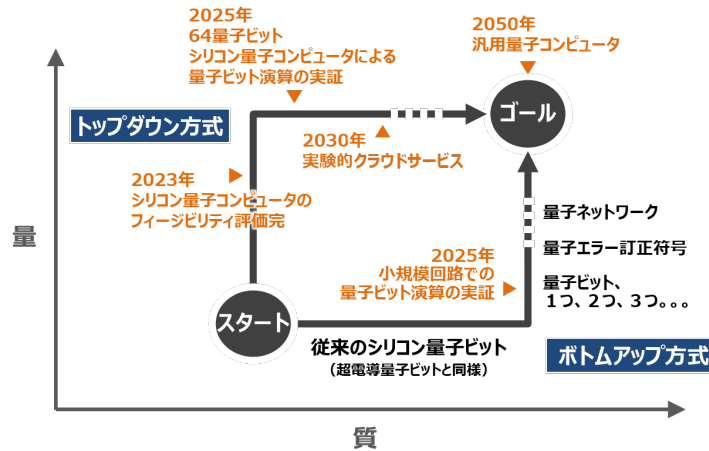 2025年
64量子ビット
シリコン量子コンピュータによる
量子ビット演算の実証
2050年
汎用量子コンピュータ
トップダウン方式
ゴール
2030年
実験的クラウドサービス
2023年
シリコン量子コンピュータの
フィージビリティ評価完
量子ネットワーク
量子エラー訂正符号
量
2025年
小規模回路での
量子ビット演算の実証
量子ビット、
1つ、2つ、3つ。。。
スタート
従来のシリコン量子ビット
（超電導量子ビットと同様）
ボトムアップ方式
質